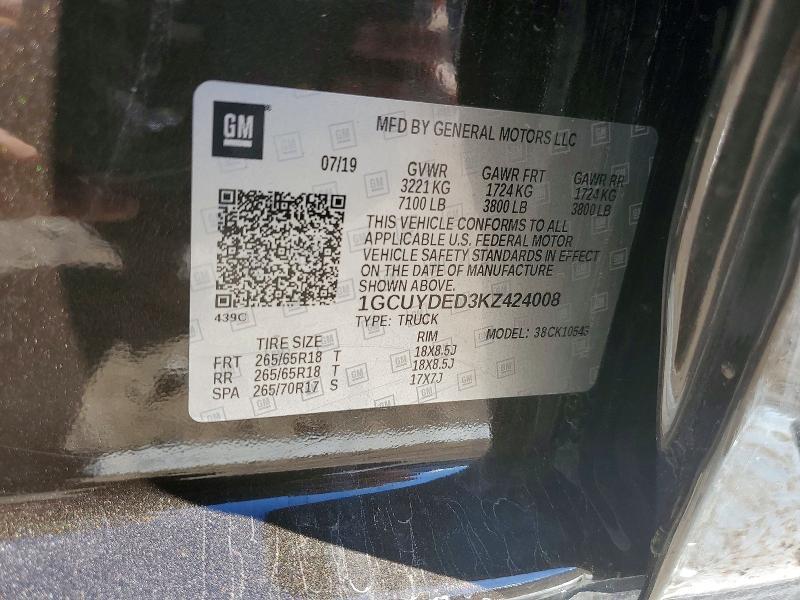 GM
MFD BY GENERAL MOTORS LLC
07/19
GVWR GAWR FRT GAWR RR
3221 KG 1724 KG 1724 KG
7100 LB 3800 LB 3800 LB
THIS VEHICLE CONFORMS TO ALL
APPLICABLE U.S. FEDERAL MOTOR
VEHICLE SAFETY STANDARDS IN EFFECT
ON THE DATE OF MANUFACTURE
SHOWN ABOVE.
439C
1GCUYDED3KZ424008
TYPE: TRUCK
MODEL: 38CK10543
TIRE SIZE RIM
FRT 265/65R18 T 18X8.5J
RR 265/65R18 T 18X8.5J
SPA 265/70R17 S 17X7J